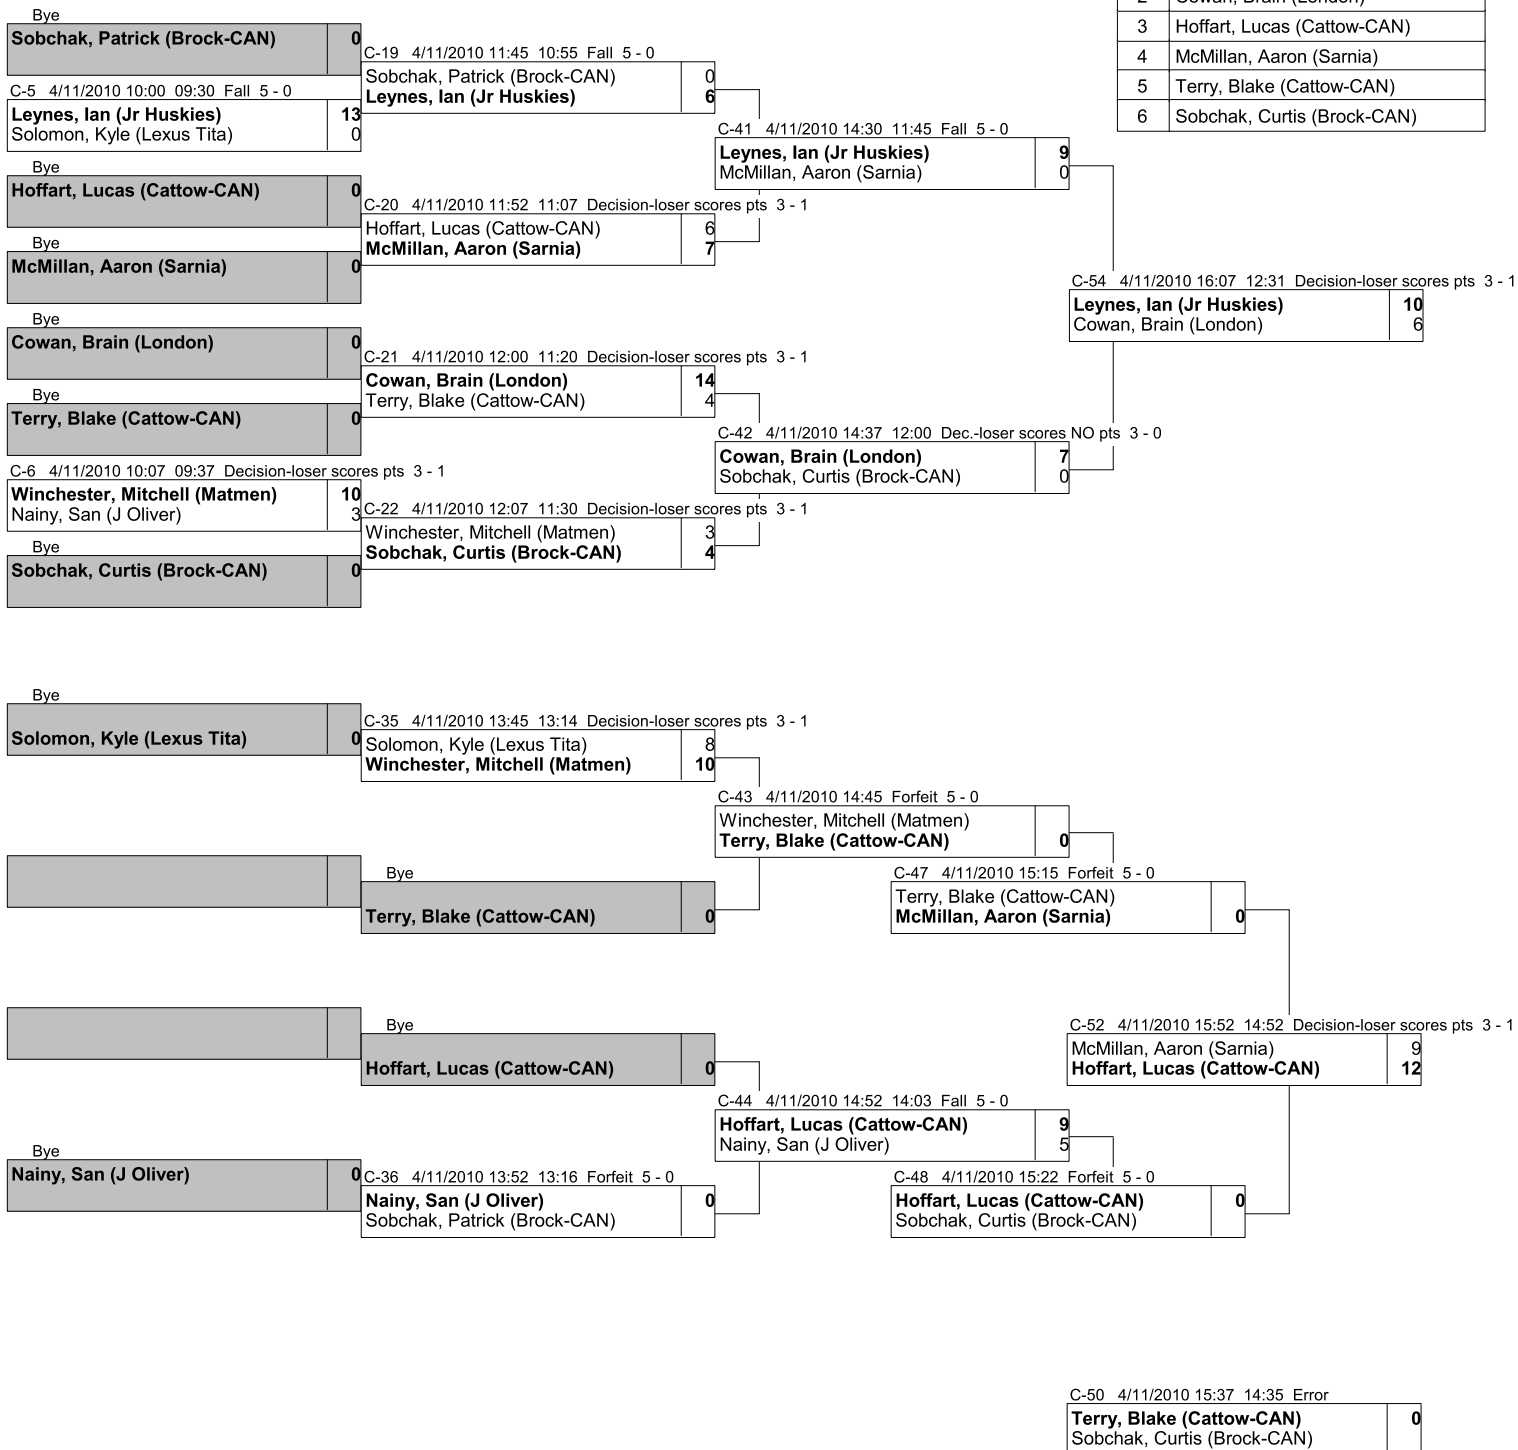 2 Cowan, Brain (London)
3 Hoffart, Lucas (Cattow-CAN)
4 McMillan, Aaron (Sarnia)
5 Terry, Blake (Cattow-CAN)
6 Sobchak, Curtis (Brock-CAN)
Bye
Sobchak, Patrick (Brock-CAN) 0
C-5 4/11/2010 10:00 09:30 Fall 5 - 0
Leynes, Ian (Jr Huskies) 13
Solomon, Kyle (Lexus Tita) 0
Bye
Hoffart, Lucas (Cattow-CAN) 0
Bye
McMillan, Aaron (Sarnia) 0
Bye
Cowan, Brain (London) 0
Bye
Terry, Blake (Cattow-CAN) 0
C-6 4/11/2010 10:07 09:37 Decision-loser scores pts 3 - 1
Winchester, Mitchell (Matmen) 10
Nainy, San (J Oliver) 3
Bye
Sobchak, Curtis (Brock-CAN) 0
C-19 4/11/2010 11:45 10:55 Fall 5 - 0
Sobchak, Patrick (Brock-CAN) 0
Leynes, Ian (Jr Huskies) 6
C-20 4/11/2010 11:52 11:07 Decision-loser scores pts 3 - 1
Hoffart, Lucas (Cattow-CAN) 6
McMillan, Aaron (Sarnia) 7
C-21 4/11/2010 12:00 11:20 Decision-loser scores pts 3 - 1
Cowan, Brain (London) 14
Terry, Blake (Cattow-CAN) 4
C-22 4/11/2010 12:07 11:30 Decision-loser scores pts 3 - 1
Winchester, Mitchell (Matmen) 3
Sobchak, Curtis (Brock-CAN) 4
C-41 4/11/2010 14:30 11:45 Fall 5 - 0
Leynes, Ian (Jr Huskies) 9
McMillan, Aaron (Sarnia) 0
C-42 4/11/2010 14:37 12:00 Dec.-loser scores NO pts 3 - 0
Cowan, Brain (London) 7
Sobchak, Curtis (Brock-CAN) 0
C-54 4/11/2010 16:07 12:31 Decision-loser scores pts 3 - 1
Leynes, Ian (Jr Huskies) 10
Cowan, Brain (London) 6
Bye
Solomon, Kyle (Lexus Tita) 0
Bye
Nainy, San (J Oliver) 0
C-35 4/11/2010 13:45 13:14 Decision-loser scores pts 3 - 1
Solomon, Kyle (Lexus Tita) 8
Winchester, Mitchell (Matmen) 10
Bye
Terry, Blake (Cattow-CAN) 0
Bye
Hoffart, Lucas (Cattow-CAN) 0
C-36 4/11/2010 13:52 13:16 Forfeit 5 - 0
Nainy, San (J Oliver) 0
Sobchak, Patrick (Brock-CAN)
C-43 4/11/2010 14:45 Forfeit 5 - 0
Winchester, Mitchell (Matmen)
Terry, Blake (Cattow-CAN) 0
C-44 4/11/2010 14:52 14:03 Fall 5 - 0
Hoffart, Lucas (Cattow-CAN) 9
Nainy, San (J Oliver) 5
C-47 4/11/2010 15:15 Forfeit 5 - 0
Terry, Blake (Cattow-CAN)
McMillan, Aaron (Sarnia) 0
C-48 4/11/2010 15:22 Forfeit 5 - 0
Hoffart, Lucas (Cattow-CAN) 0
Sobchak, Curtis (Brock-CAN)
C-52 4/11/2010 15:52 14:52 Decision-loser scores pts 3 - 1
McMillan, Aaron (Sarnia) 9
Hoffart, Lucas (Cattow-CAN) 12
C-50 4/11/2010 15:37 14:35 Error
Terry, Blake (Cattow-CAN) 0
Sobchak, Curtis (Brock-CAN)